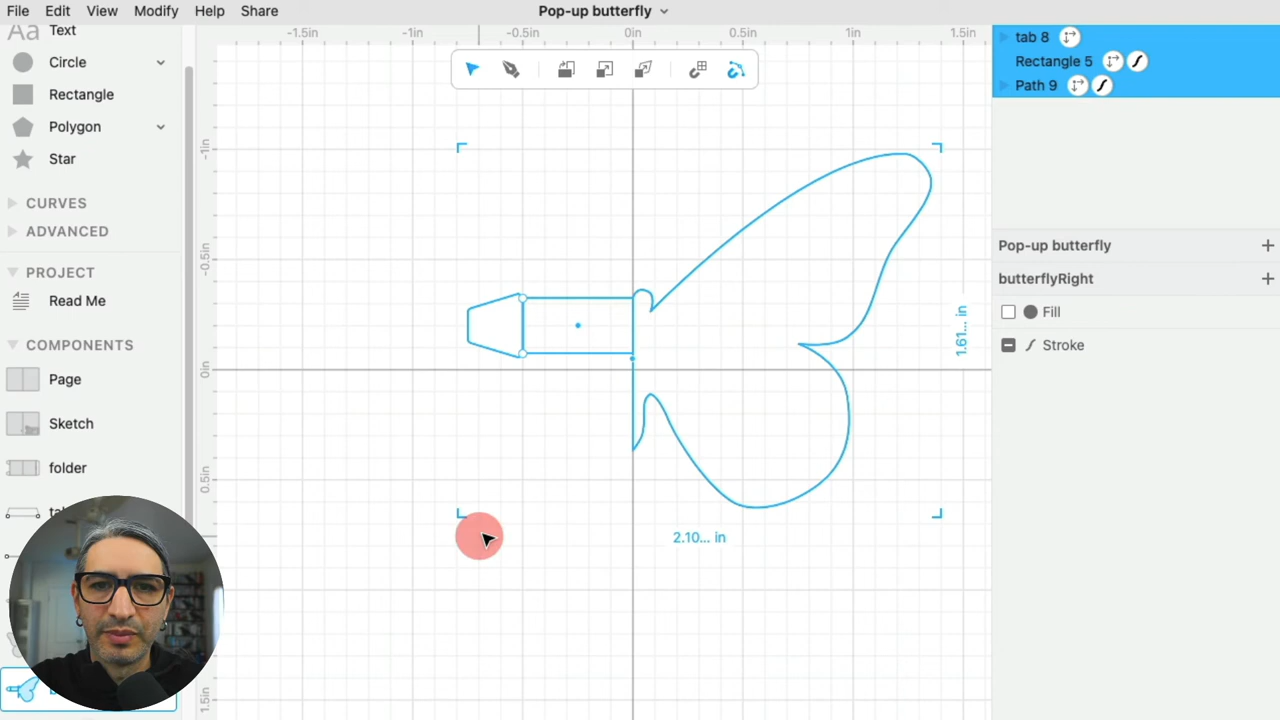 File Edit View Modify Help Share
Pop-up butterfly
Aa Text
Circle
Rectangle
Polygon
Star
CURVES
ADVANCED
PROJECT
Read Me
COMPONENTS
Page
Sketch
folder
-1.5in -1in -0.5in 0in 0.5in 1in 1.5in
-1in
-0.5in
0in
0.5in
1.5in
1.61... in
2.10... in
tab 8
Rectangle 5
Path 9
Pop-up butterfly
butterflyRight
Fill
Stroke